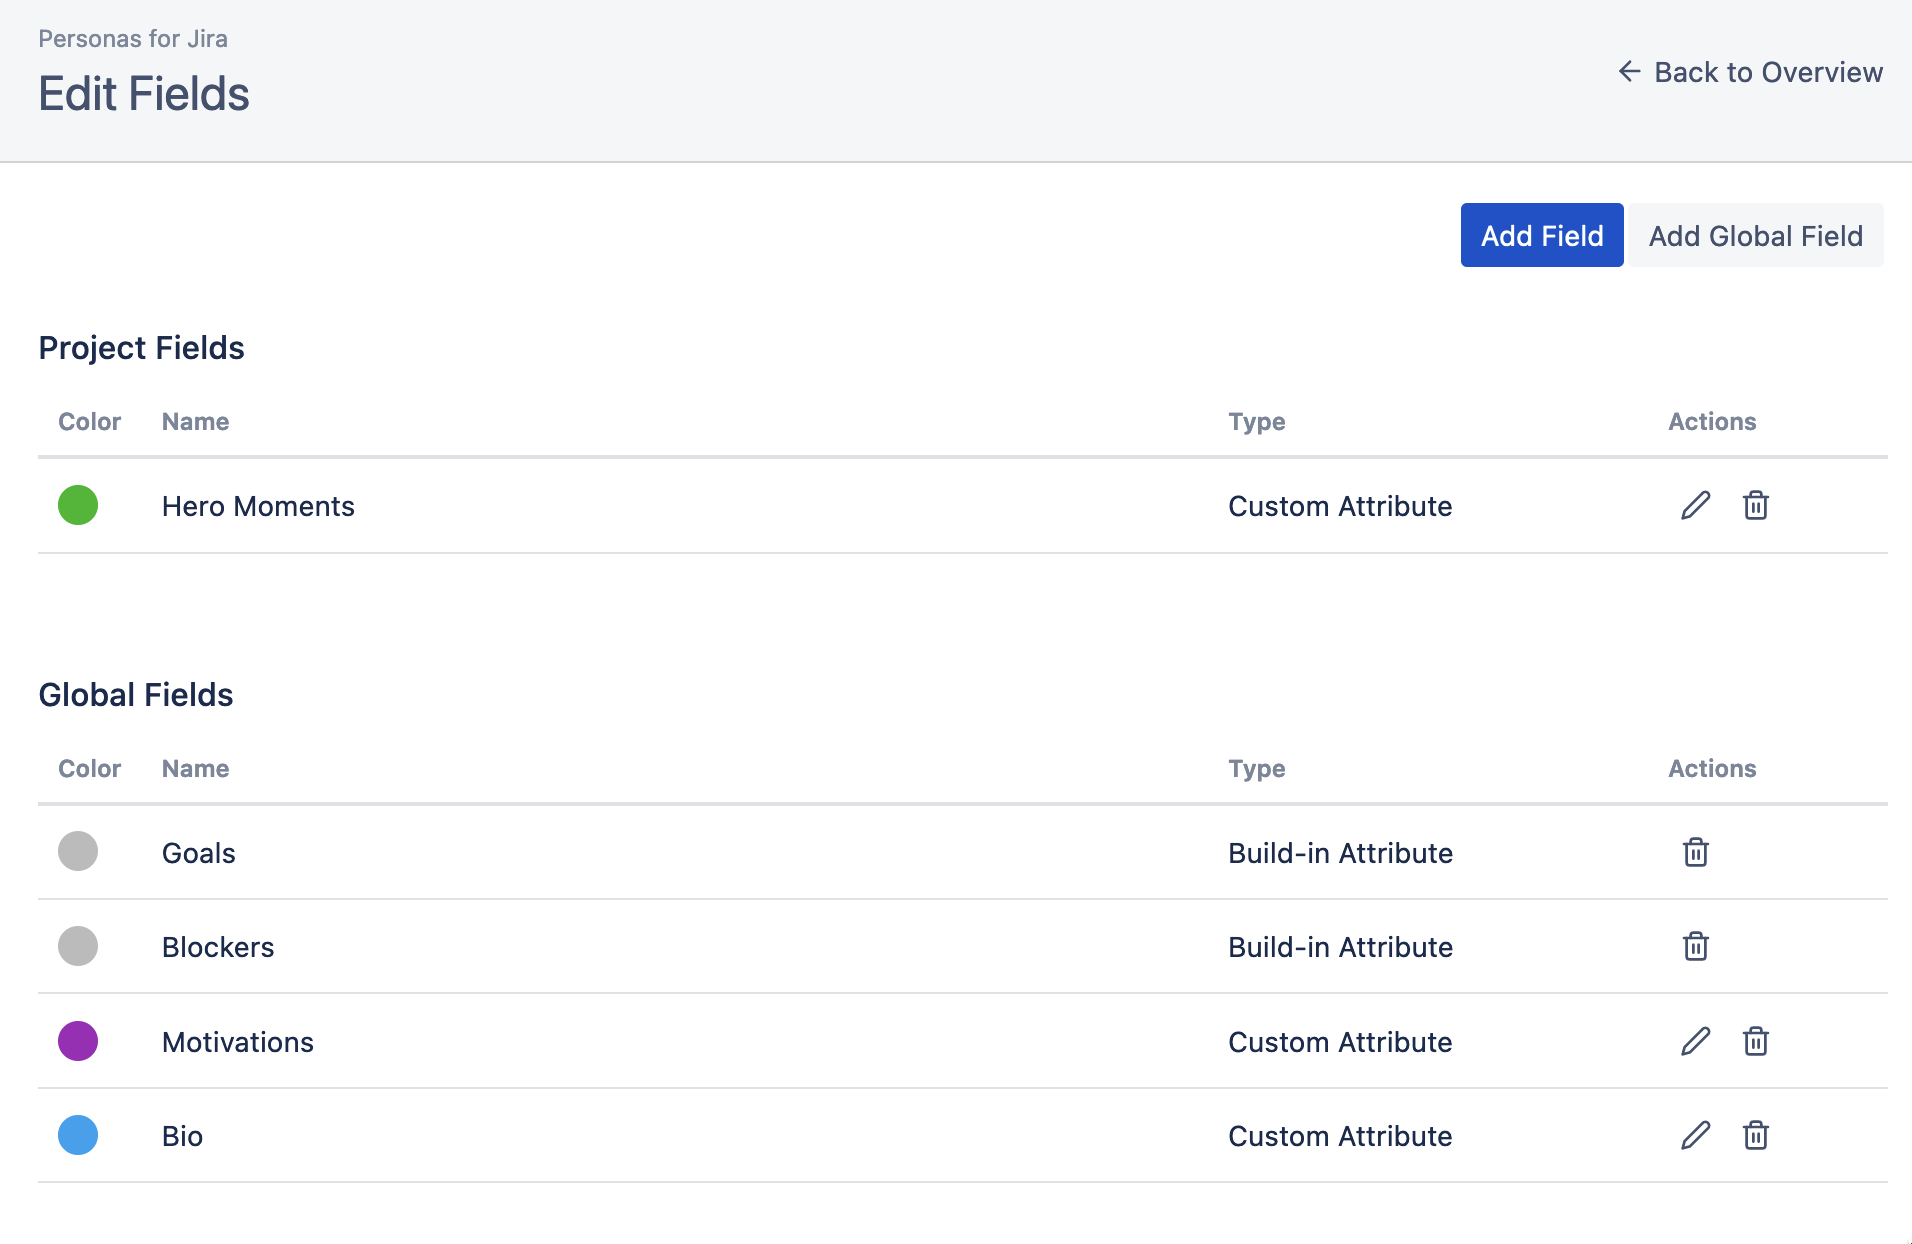 Personas for Jira
Edit Fields
← Back to Overview
Add Field Add Global Field
Project Fields
Color Name Type Actions
Hero Moments Custom Attribute
Global Fields
Color Name Type Actions
Goals Build-in Attribute
Blockers Build-in Attribute
Motivations Custom Attribute
Bio Custom Attribute